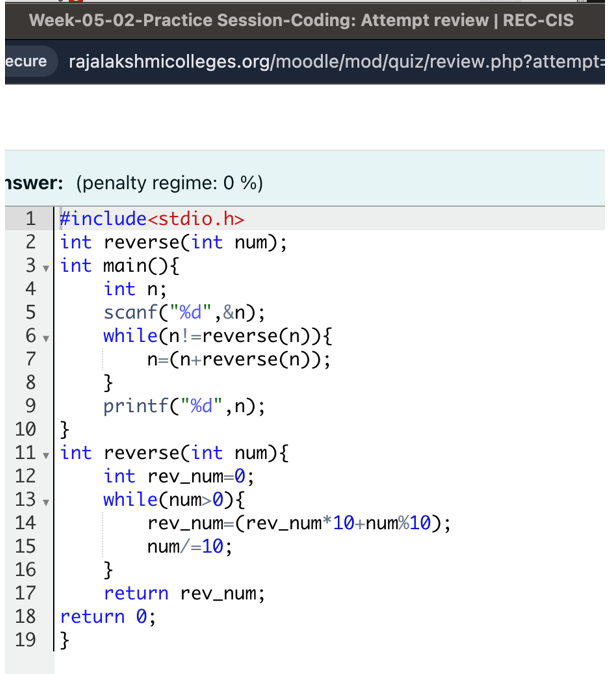 Week-05-02-Practice Session-Coding: Attempt review | REC-CIS
ecure rajalakshmicolleges.org/moodle/mod/quiz/review.php?attempt=
nswer: (penalty regime: 0 %)
1 #include<stdio.h>
2 int reverse(int num);
3 int main(){
4     int n;
5     scanf("%d",&n);
6     while(n!=reverse(n)){
7         n=(n+reverse(n));
8     }
9     printf("%d",n);
10 }
11 int reverse(int num){
12     int rev_num=0;
13     while(num>0){
14         rev_num=(rev_num*10+num%10);
15         num/=10;
16     }
17     return rev_num;
18 return 0;
19 }